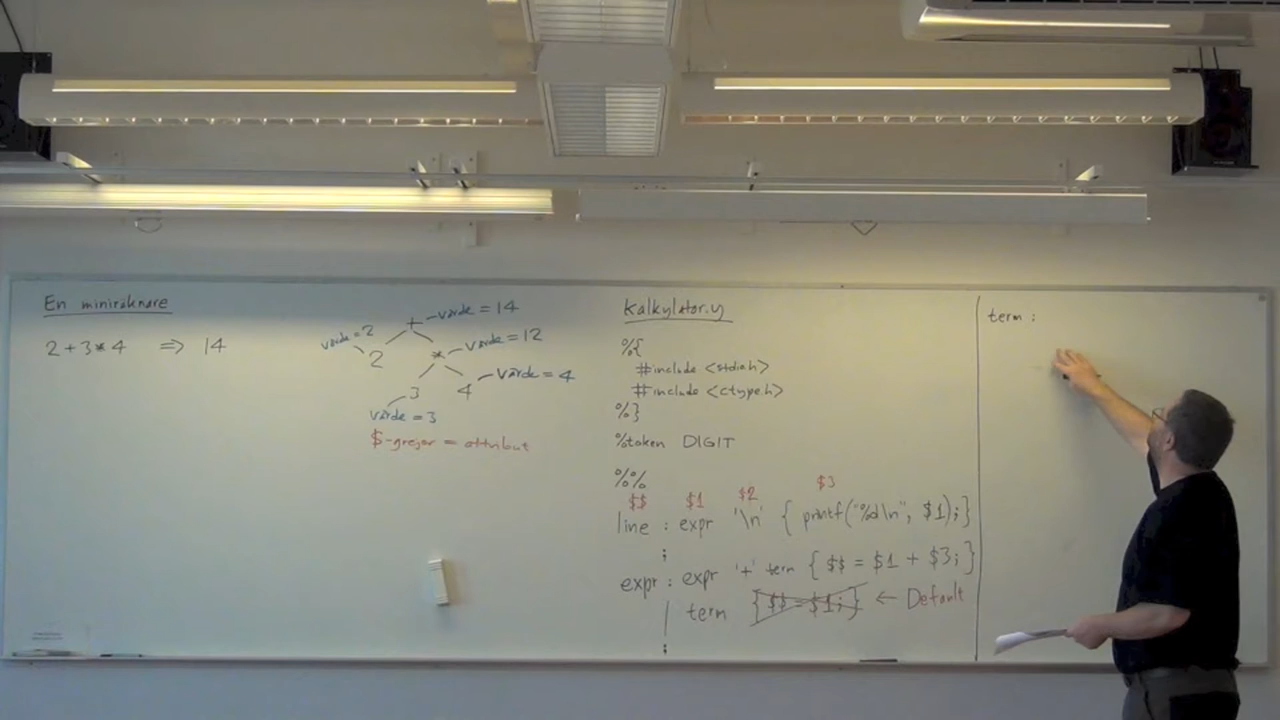 En miniräknare
2+3*4 => 14
+ värde = 14
värde = 2
2
* värde = 12
3
4 värde = 4
värde = 3
$-grejor = attribut
Kalkylator.y
%{
#include <stdio.h>
#include <ctype.h>
%}
%token DIGIT
%%
$$ $1 $2 $3
line : expr '\n' { printf("%d\n", $1); }
;
expr : expr '+' term { $$ = $1 + $3; }
| term { $$ = $1; } ← Default
;
term :